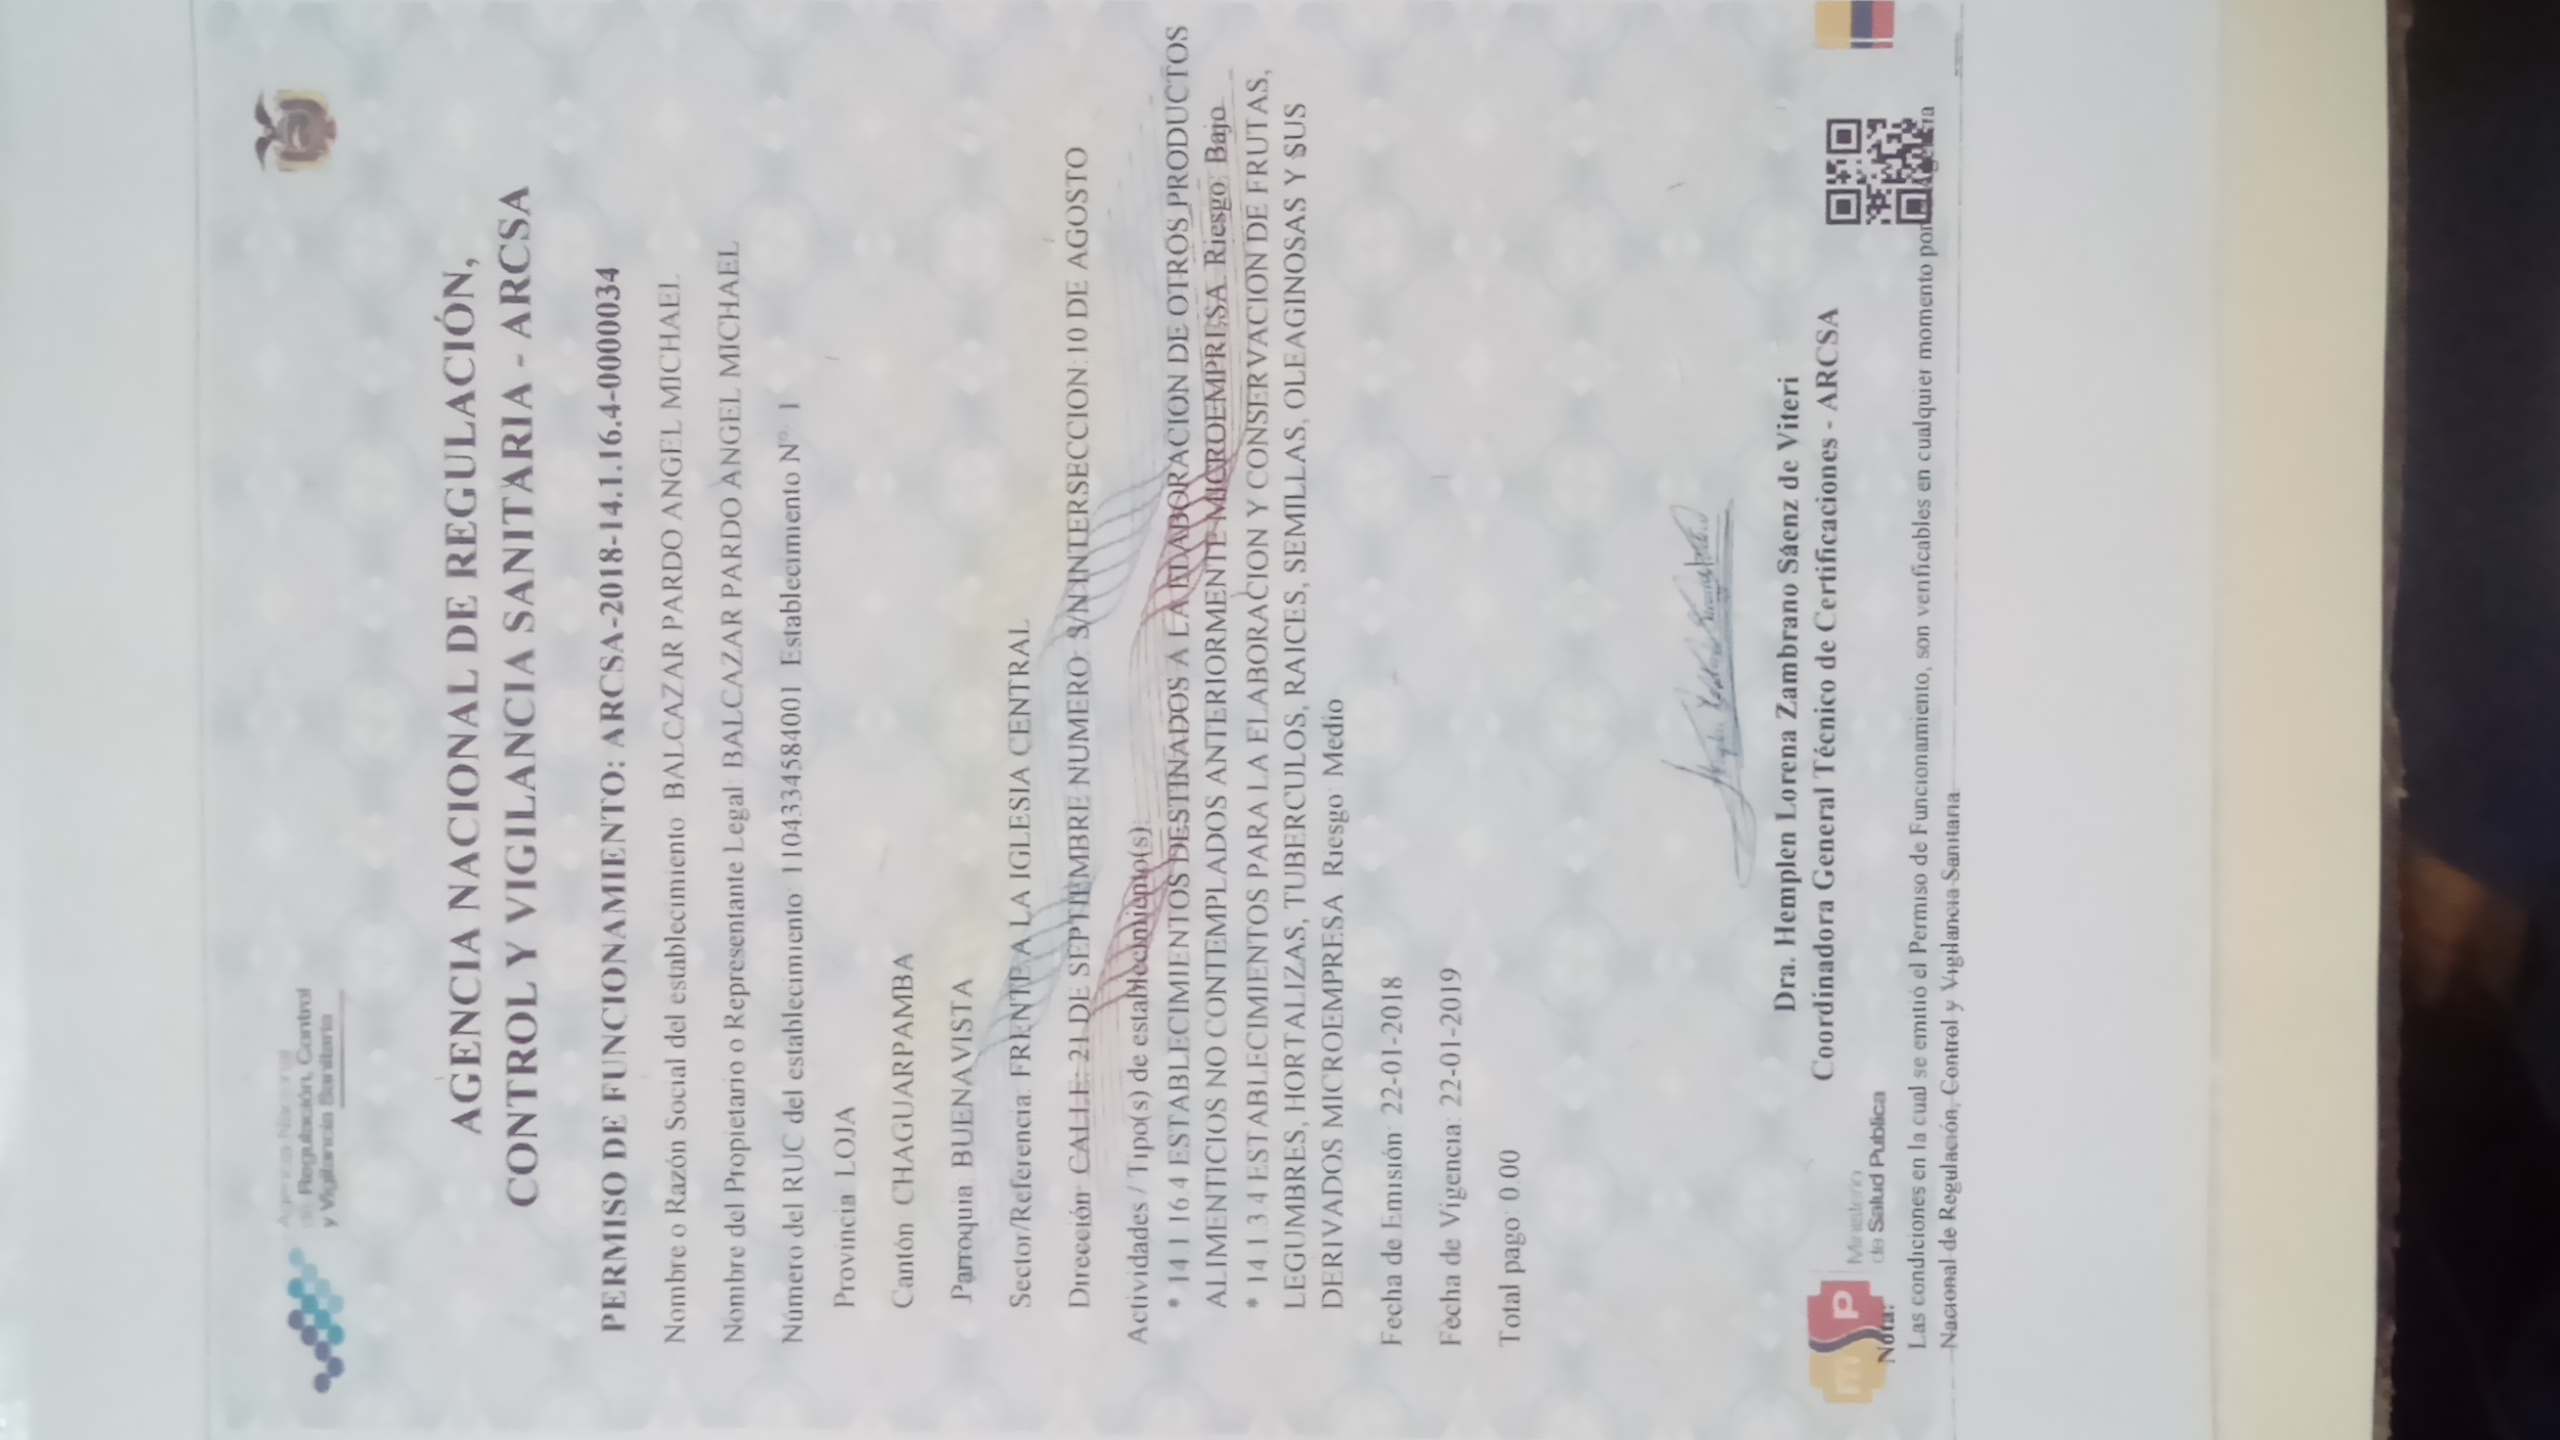 Agencia Nacional
de Regulación, Control
y Vigilancia Sanitaria
AGENCIA NACIONAL DE REGULACIÓN,
CONTROL Y VIGILANCIA SANITARIA - ARCSA
PERMISO DE FUNCIONAMIENTO: ARCSA-2018-14.1.16.4-0000034
Nombre o Razón Social del establecimiento: BALCAZAR PARDO ANGEL MICHAEL
Nombre del Propietario o Representante Legal: BALCAZAR PARDO ANGEL MICHAEL
Número del RUC del establecimiento: 1104334584001 Establecimiento N°: 1
Provincia: LOJA
Cantón: CHAGUARPAMBA
Parroquia: BUENAVISTA
Sector/Referencia: FRENTE A LA IGLESIA CENTRAL
Dirección: CALLE: 21 DE SEPTIEMBRE NUMERO: S/N INTERSECCION: 10 DE AGOSTO
Actividades / Tipo(s) de establecimiento(s):
* 14.1.16.4 ESTABLECIMIENTOS DESTINADOS A LA ELABORACION DE OTROS PRODUCTOS
ALIMENTICIOS NO CONTEMPLADOS ANTERIORMENTE MICROEMPRESA. Riesgo: Bajo
* 14.1.3.4 ESTABLECIMIENTOS PARA LA ELABORACION Y CONSERVACION DE FRUTAS,
LEGUMBRES, HORTALIZAS, TUBERCULOS, RAICES, SEMILLAS, OLEAGINOSAS Y SUS
DERIVADOS MICROEMPRESA. Riesgo: Medio
Fecha de Emisión: 22-01-2018
Fecha de Vigencia: 22-01-2019
Total pago: 0.00
Dra. Hemplen Lorena Zambrano Sáenz de Viteri
Coordinadora General Técnico de Certificaciones - ARCSA
msp
Ministerio
de Salud Publica
Nota:
Las condiciones en la cual se emitió el Permiso de Funcionamiento, son verificables en cualquier momento por la Agencia
Nacional de Regulación, Control y Vigilancia Sanitaria